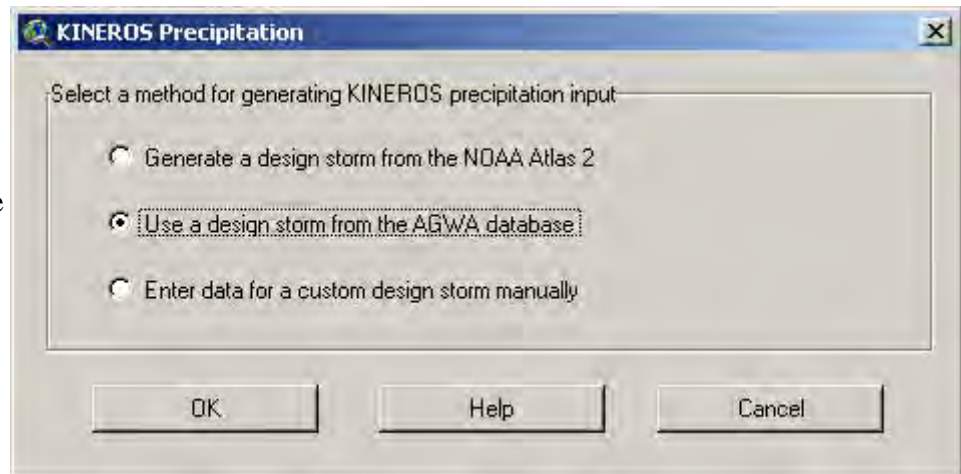 KINEROS Precipitation
Select a method for generating KINEROS precipitation input
Generate a design storm from the NOAA Atlas 2
e
Use a design storm from the AGWA database
Enter data for a custom design storm manually
OK Help Cancel